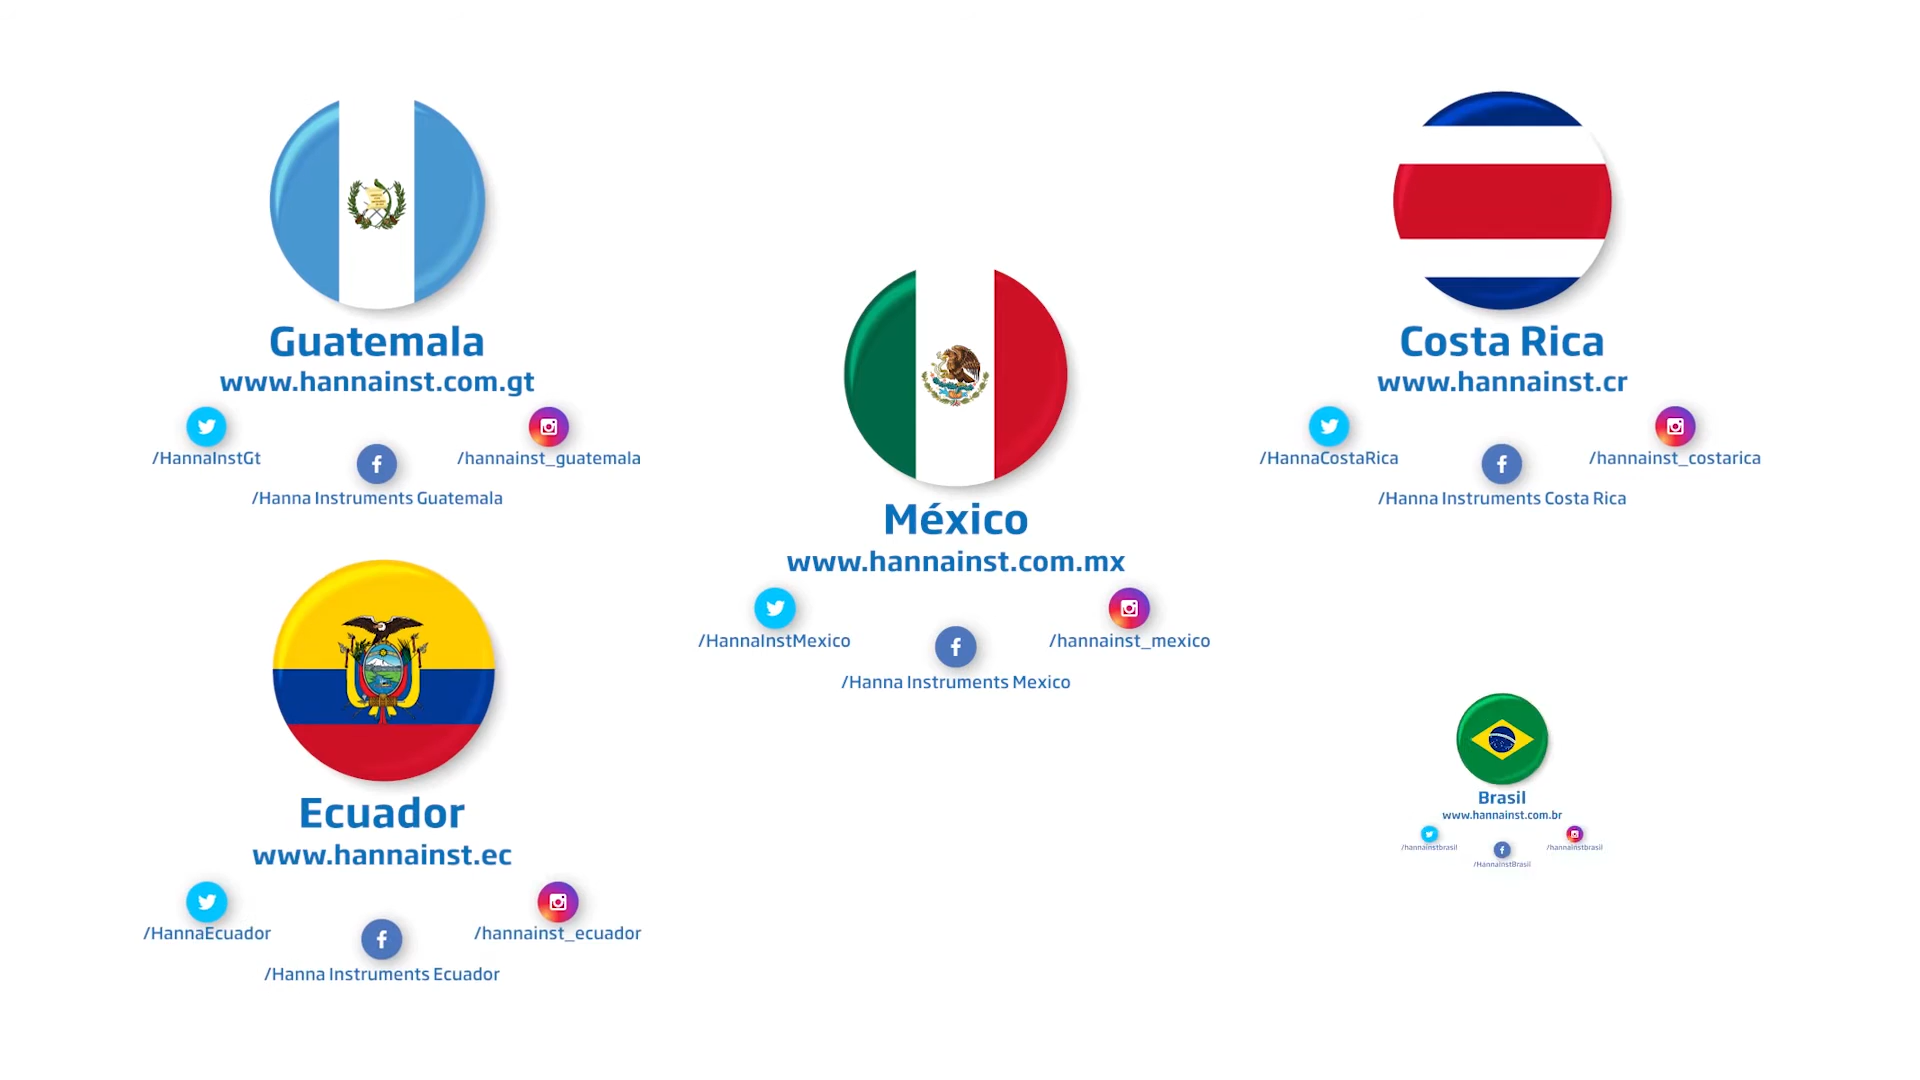 Guatemala
www.hannainst.com.gt
/HannaInstGt
/hannainst_guatemala
/Hanna Instruments Guatemala
México
www.hannainst.com.mx
/HannaInstMexico
/hannainst_mexico
/Hanna Instruments Mexico
Costa Rica
www.hannainst.cr
/HannaCostaRica
/hannainst_costarica
/Hanna Instruments Costa Rica
Ecuador
www.hannainst.ec
/HannaEcuador
/hannainst_ecuador
/Hanna Instruments Ecuador
Brasil
www.hannainst.com.br
/hannainstbrasil
/hannainstbrasil
/HannaInstBrasil